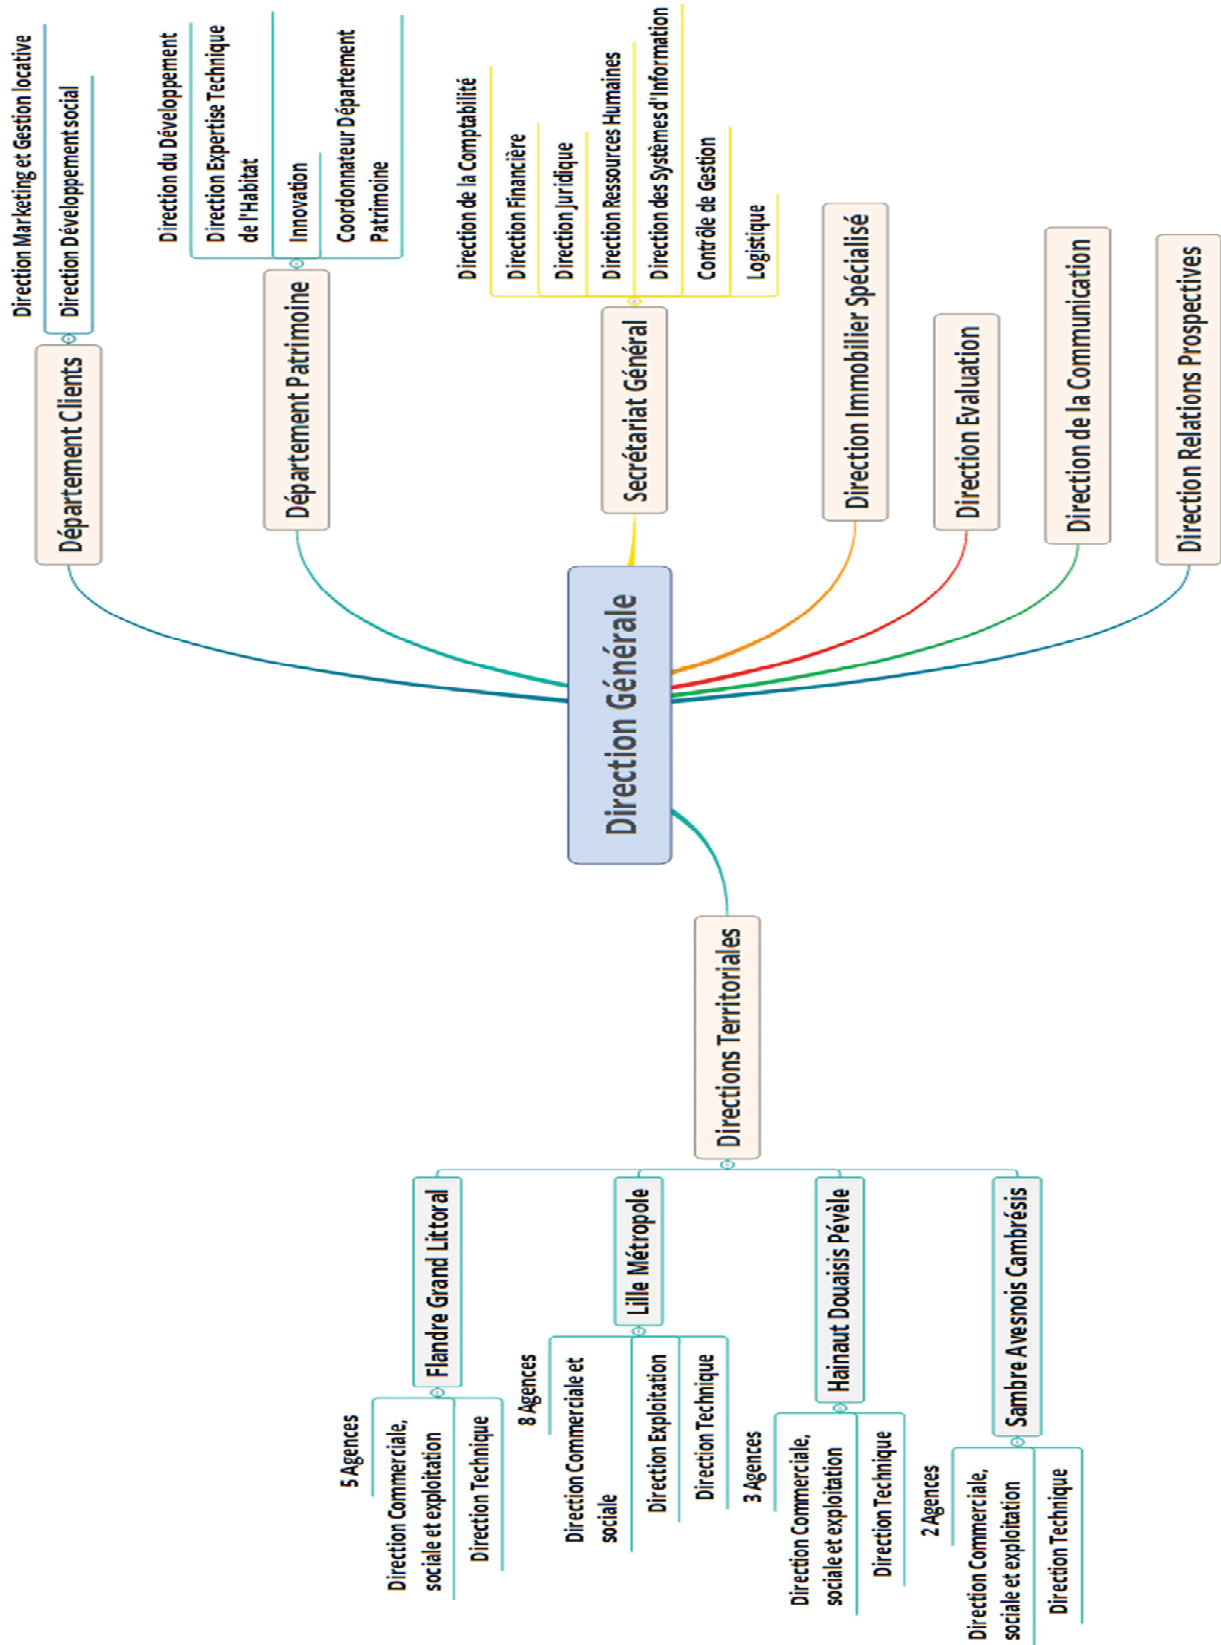 Direction Générale
Département Clients
Direction Marketing et Gestion locative
Direction Développement social
Département Patrimoine
Direction du Développement
Direction Expertise Technique
de l'Habitat
Innovation
Coordonnateur Département
Patrimoine
Secrétariat Général
Direction de la Comptabilité
Direction Financière
Direction Juridique
Direction Ressources Humaines
Direction des Systèmes d'Information
Contrôle de Gestion
Logistique
Direction Immobilier Spécialisé
Direction Evaluation
Direction de la Communication
Direction Relations Prospectives
Directions Territoriales
Flandre Grand Littoral
5 Agences
Direction Commerciale,
sociale et exploitation
Direction Technique
Lille Métropole
8 Agences
Direction Commerciale et
sociale
Direction Exploitation
Direction Technique
Hainaut Douaisis Pévèle
3 Agences
Direction Commerciale,
sociale et exploitation
Direction Technique
Sambre Avesnois Cambrésis
2 Agences
Direction Commerciale,
sociale et exploitation
Direction Technique